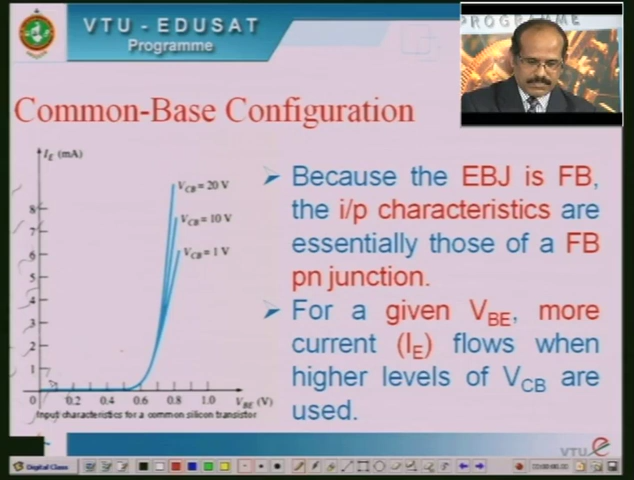 VTU - EDUSAT
Programme
PROGRAMME
Common-Base Configuration
I_E (mA)
V_CB = 20 V
V_CB = 10 V
V_CB = 1 V
8
7
6
5
4
3
2
1
0 0.2 0.4 0.6 0.8 1.0 V_BE (V)
Input characteristics for a common silicon transistor
➢ Because the EBJ is FB,
the i/p characteristics are
essentially those of a FB
pn junction.
➢ For a given V_BE, more
current (I_E) flows when
higher levels of V_CB are
used.
VTU e
Digital Class